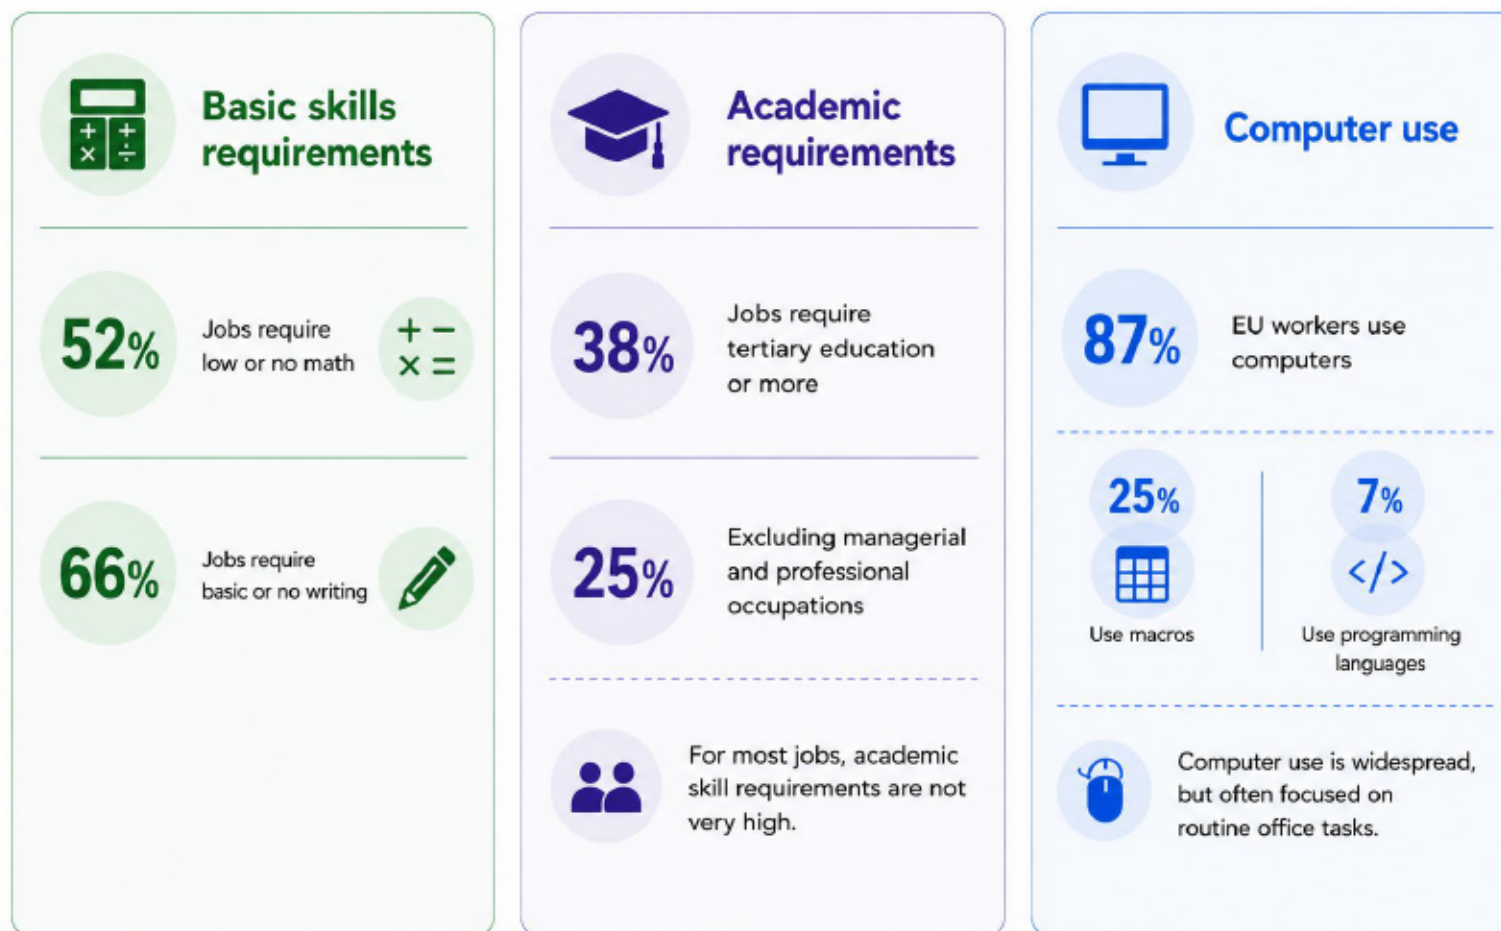 Basic skills
requirements
52%
Jobs require
low or no math
66%
Jobs require
basic or no writing
Academic
requirements
38%
Jobs require
tertiary education
or more
25%
Excluding managerial
and professional
occupations
For most jobs, academic
skill requirements are not
very high.
Computer use
87%
EU workers use
computers
25%
Use macros
7%
</>
Use programming
languages
Computer use is widespread,
but often focused on
routine office tasks.